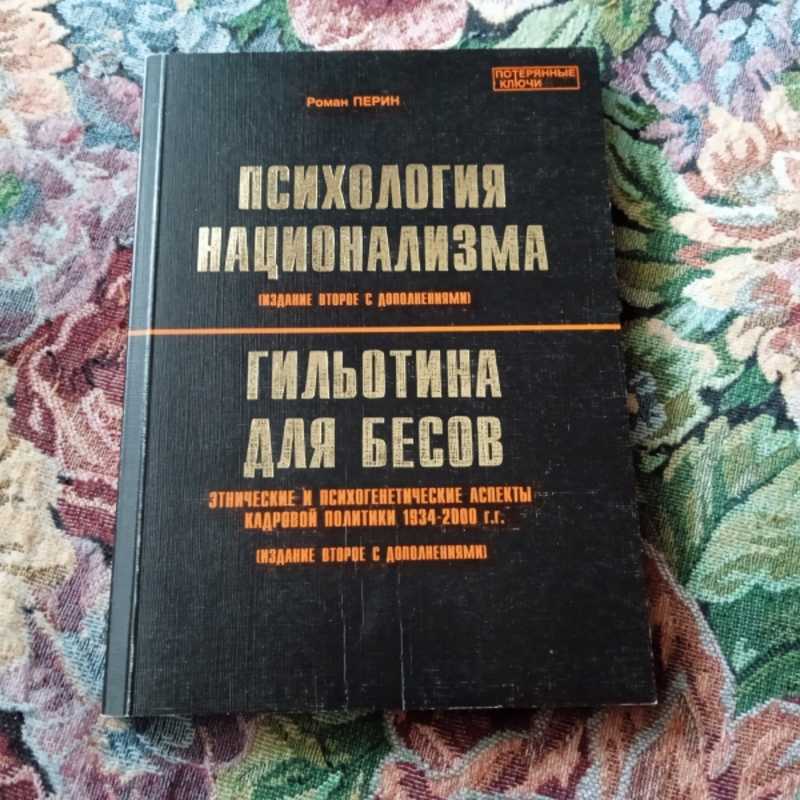 ПОТЕРЯННЫЕ
КЛЮЧИ
Роман ПЕРИН
ПСИХОЛОГИЯ
НАЦИОНАЛИЗМА
(ИЗДАНИЕ ВТОРОЕ С ДОПОЛНЕНИЯМИ)
ГИЛЬОТИНА
ДЛЯ БЕСОВ
ЭТНИЧЕСКИЕ И ПСИХОГЕНЕТИЧЕСКИЕ АСПЕКТЫ
КАДРОВОЙ ПОЛИТИКИ 1934-2000 г.г.
(ИЗДАНИЕ ВТОРОЕ С ДОПОЛНЕНИЯМИ)